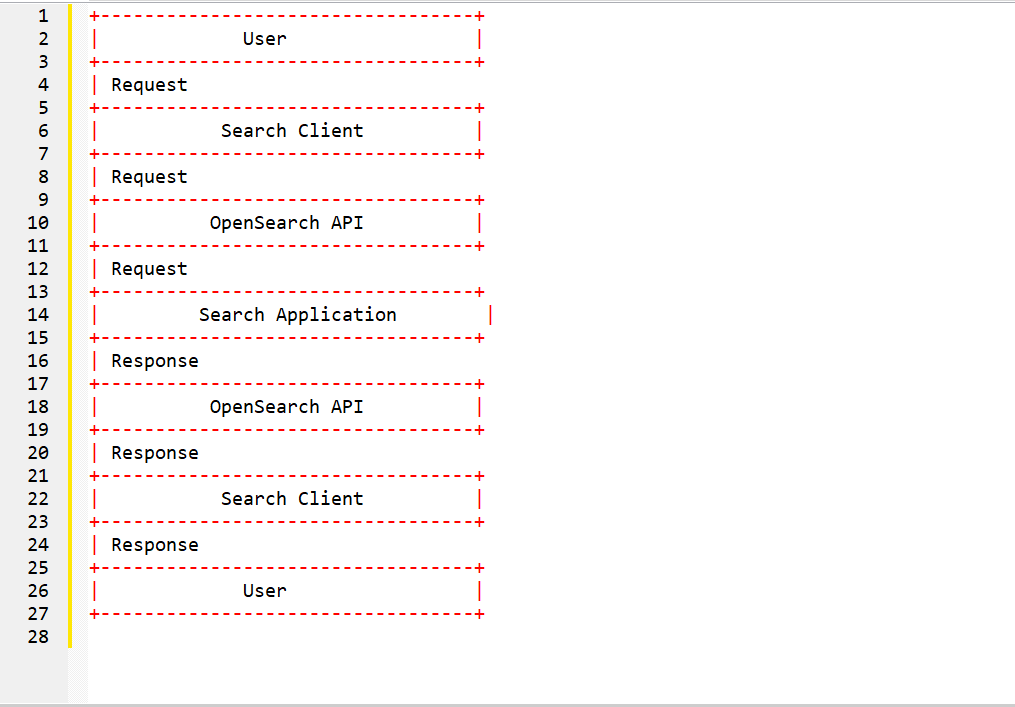 1 +----------------------------------+
2 |             User                 |
3 +----------------------------------+
4 | Request
5 +----------------------------------+
6 |           Search Client          |
7 +----------------------------------+
8 | Request
9 +----------------------------------+
10 |          OpenSearch API          |
11 +----------------------------------+
12 | Request
13 +----------------------------------+
14 |         Search Application        |
15 +----------------------------------+
16 | Response
17 +----------------------------------+
18 |          OpenSearch API          |
19 +----------------------------------+
20 | Response
21 +----------------------------------+
22 |           Search Client          |
23 +----------------------------------+
24 | Response
25 +----------------------------------+
26 |             User                 |
27 +----------------------------------+
28